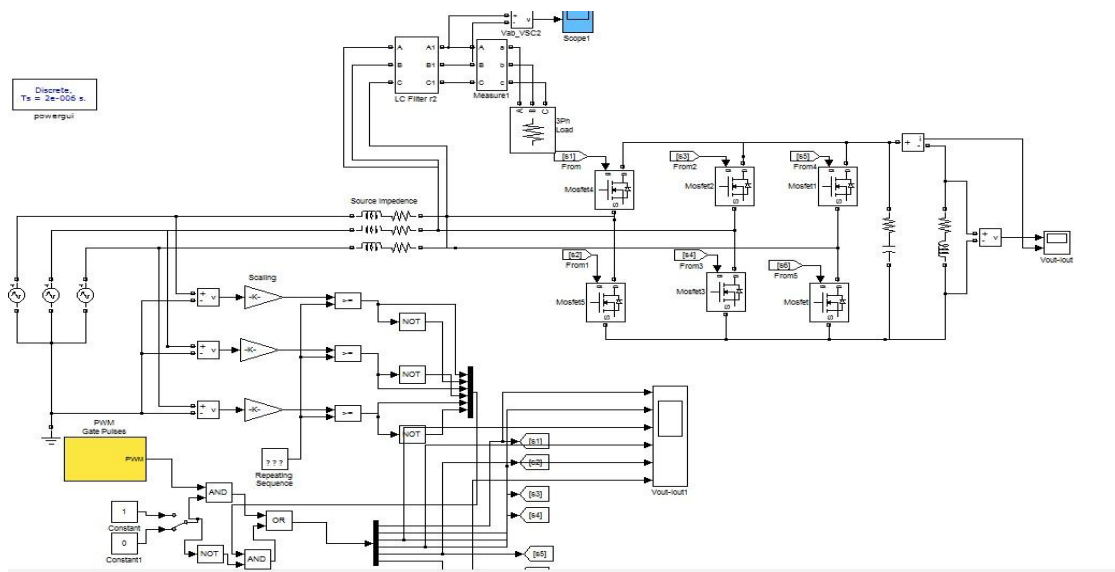 Vab_VSC2
Scope1
A
A1
B
B1
C
C1
LC Filter r2
A
a
B
b
C
c
Measure1
Discrete,
Ts = 2e-006 s.
powergui
A
B
C
3Ph
Load
[s1]
From
Mosfet4
[s3]
From2
Mosfet2
[s5]
From4
Mosfet1
Source Impedence
[s2]
From1
Mosfet5
[s4]
From3
Mosfet3
[s6]
From5
Mosfet
Vout-Iout
Scaling
-K-
>=
NOT
-K-
>=
NOT
-K-
>=
NOT
PWM
Gate Pulses
PWM
? ? ?
Repeating
Sequence
[s1]
[s2]
[s3]
[s4]
[s5]
Vout-Iout1
1
Constant
0
Constant1
AND
OR
NOT
AND